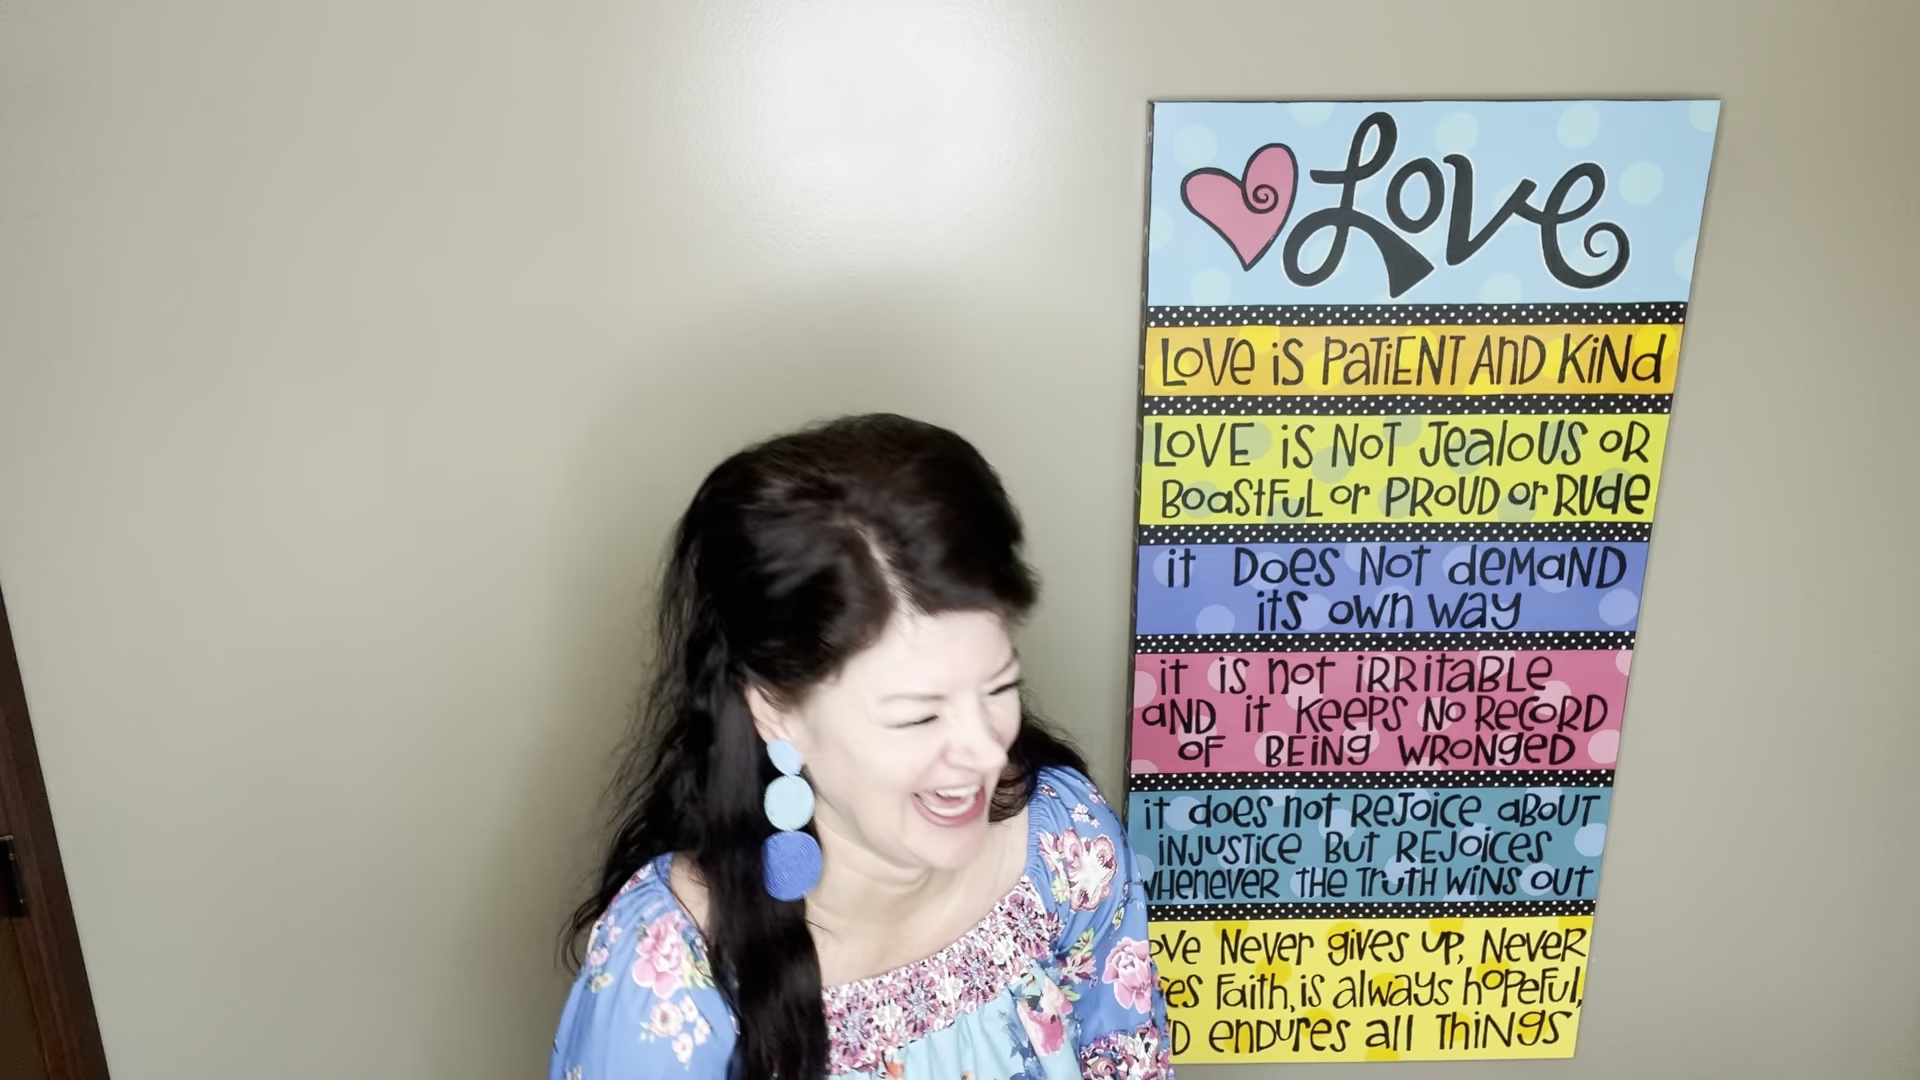 Love
LOVE iS PaTiENT AND KiNd
LOVE iS NOT JealOUS OR
BOaStFuL or PROUD or RUde
it DOES NOT deMaND
itS OWn Way
it iS nOT iRRitaBLe
aND iT KEEPS NO RECORD
OF BEiNg WRONgeD
iT dOES nOT REJOiCe aBOUT
iNJUSTiCe BuT REJOiCES
WHENEVER THE TRuTH WiNS OUT
Never giVES UP, NEVER
Faith, is always hOPEFul,
eNDURES all THiNgS